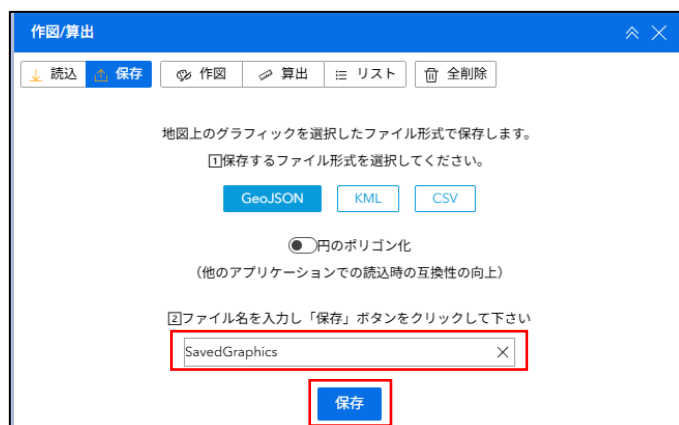 作図/算出
読込 保存 作図 算出 リスト 全削除
地図上のグラフィックを選択したファイル形式で保存します。
1保存するファイル形式を選択してください。
GeoJSON KML CSV
円のポリゴン化
（他のアプリケーションでの読込時の互換性の向上）
2ファイル名を入力し「保存」ボタンをクリックして下さい
SavedGraphics
保存